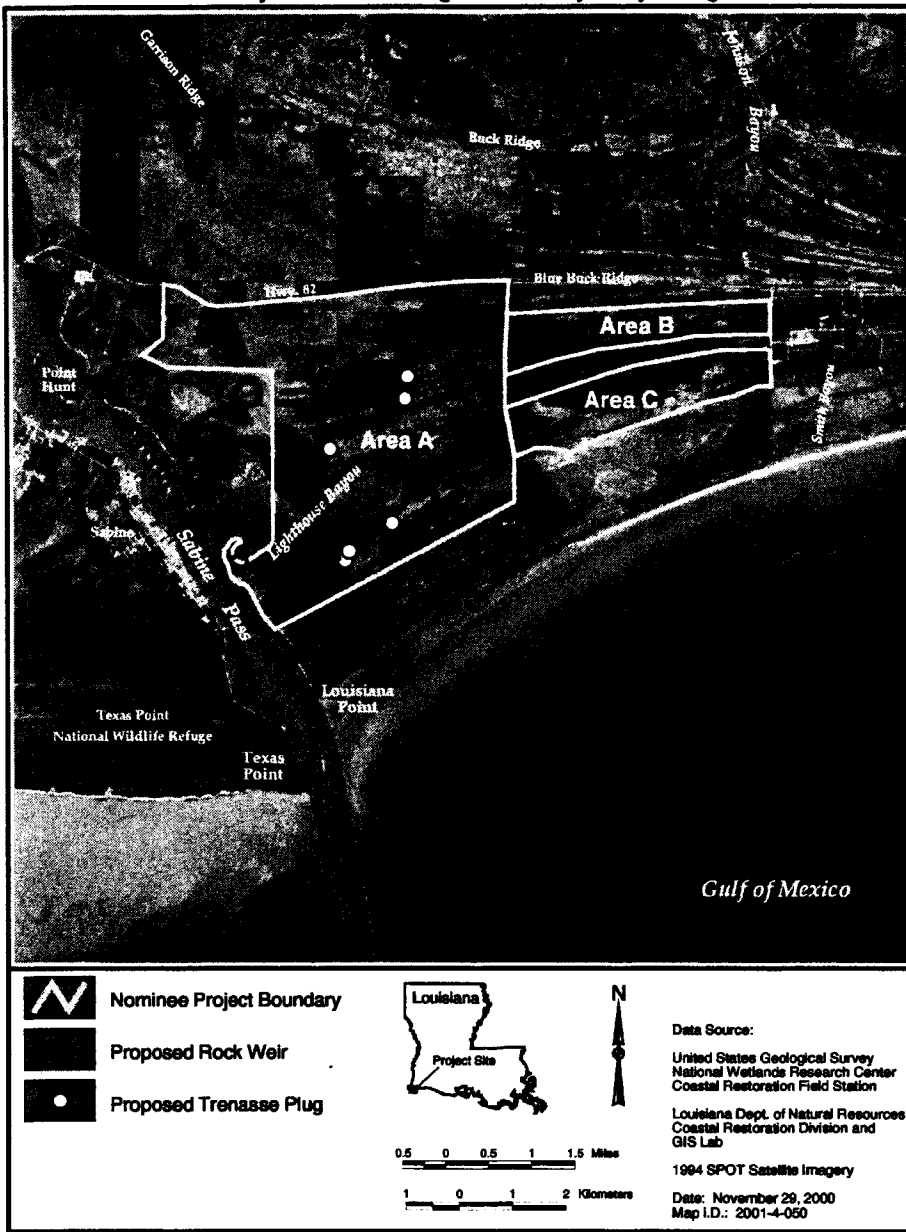 Garrison Ridge
Johnson Bayou
Buck Ridge
Blue Buck Ridge
Hwy. 82
Area B
Point Hunt
Area C
Smith Bayou
Area A
Lighthouse Bayou
Sabine
Sabine Pass
Louisiana Point
Texas Point
National Wildlife Refuge
Texas Point
Gulf of Mexico
Nominee Project Boundary
Proposed Rock Weir
Proposed Trenasse Plug
Louisiana
Project Site
N
0.5 0 0.5 1 1.5 Miles
1 0 1 2 Kilometers
Data Source:
United States Geological Survey
National Wetlands Research Center
Coastal Restoration Field Station
Louisiana Dept. of Natural Resources
Coastal Restoration Division and
GIS Lab
1994 SPOT Satellite Imagery
Date: November 29, 2000
Map I.D.: 2001-4-050